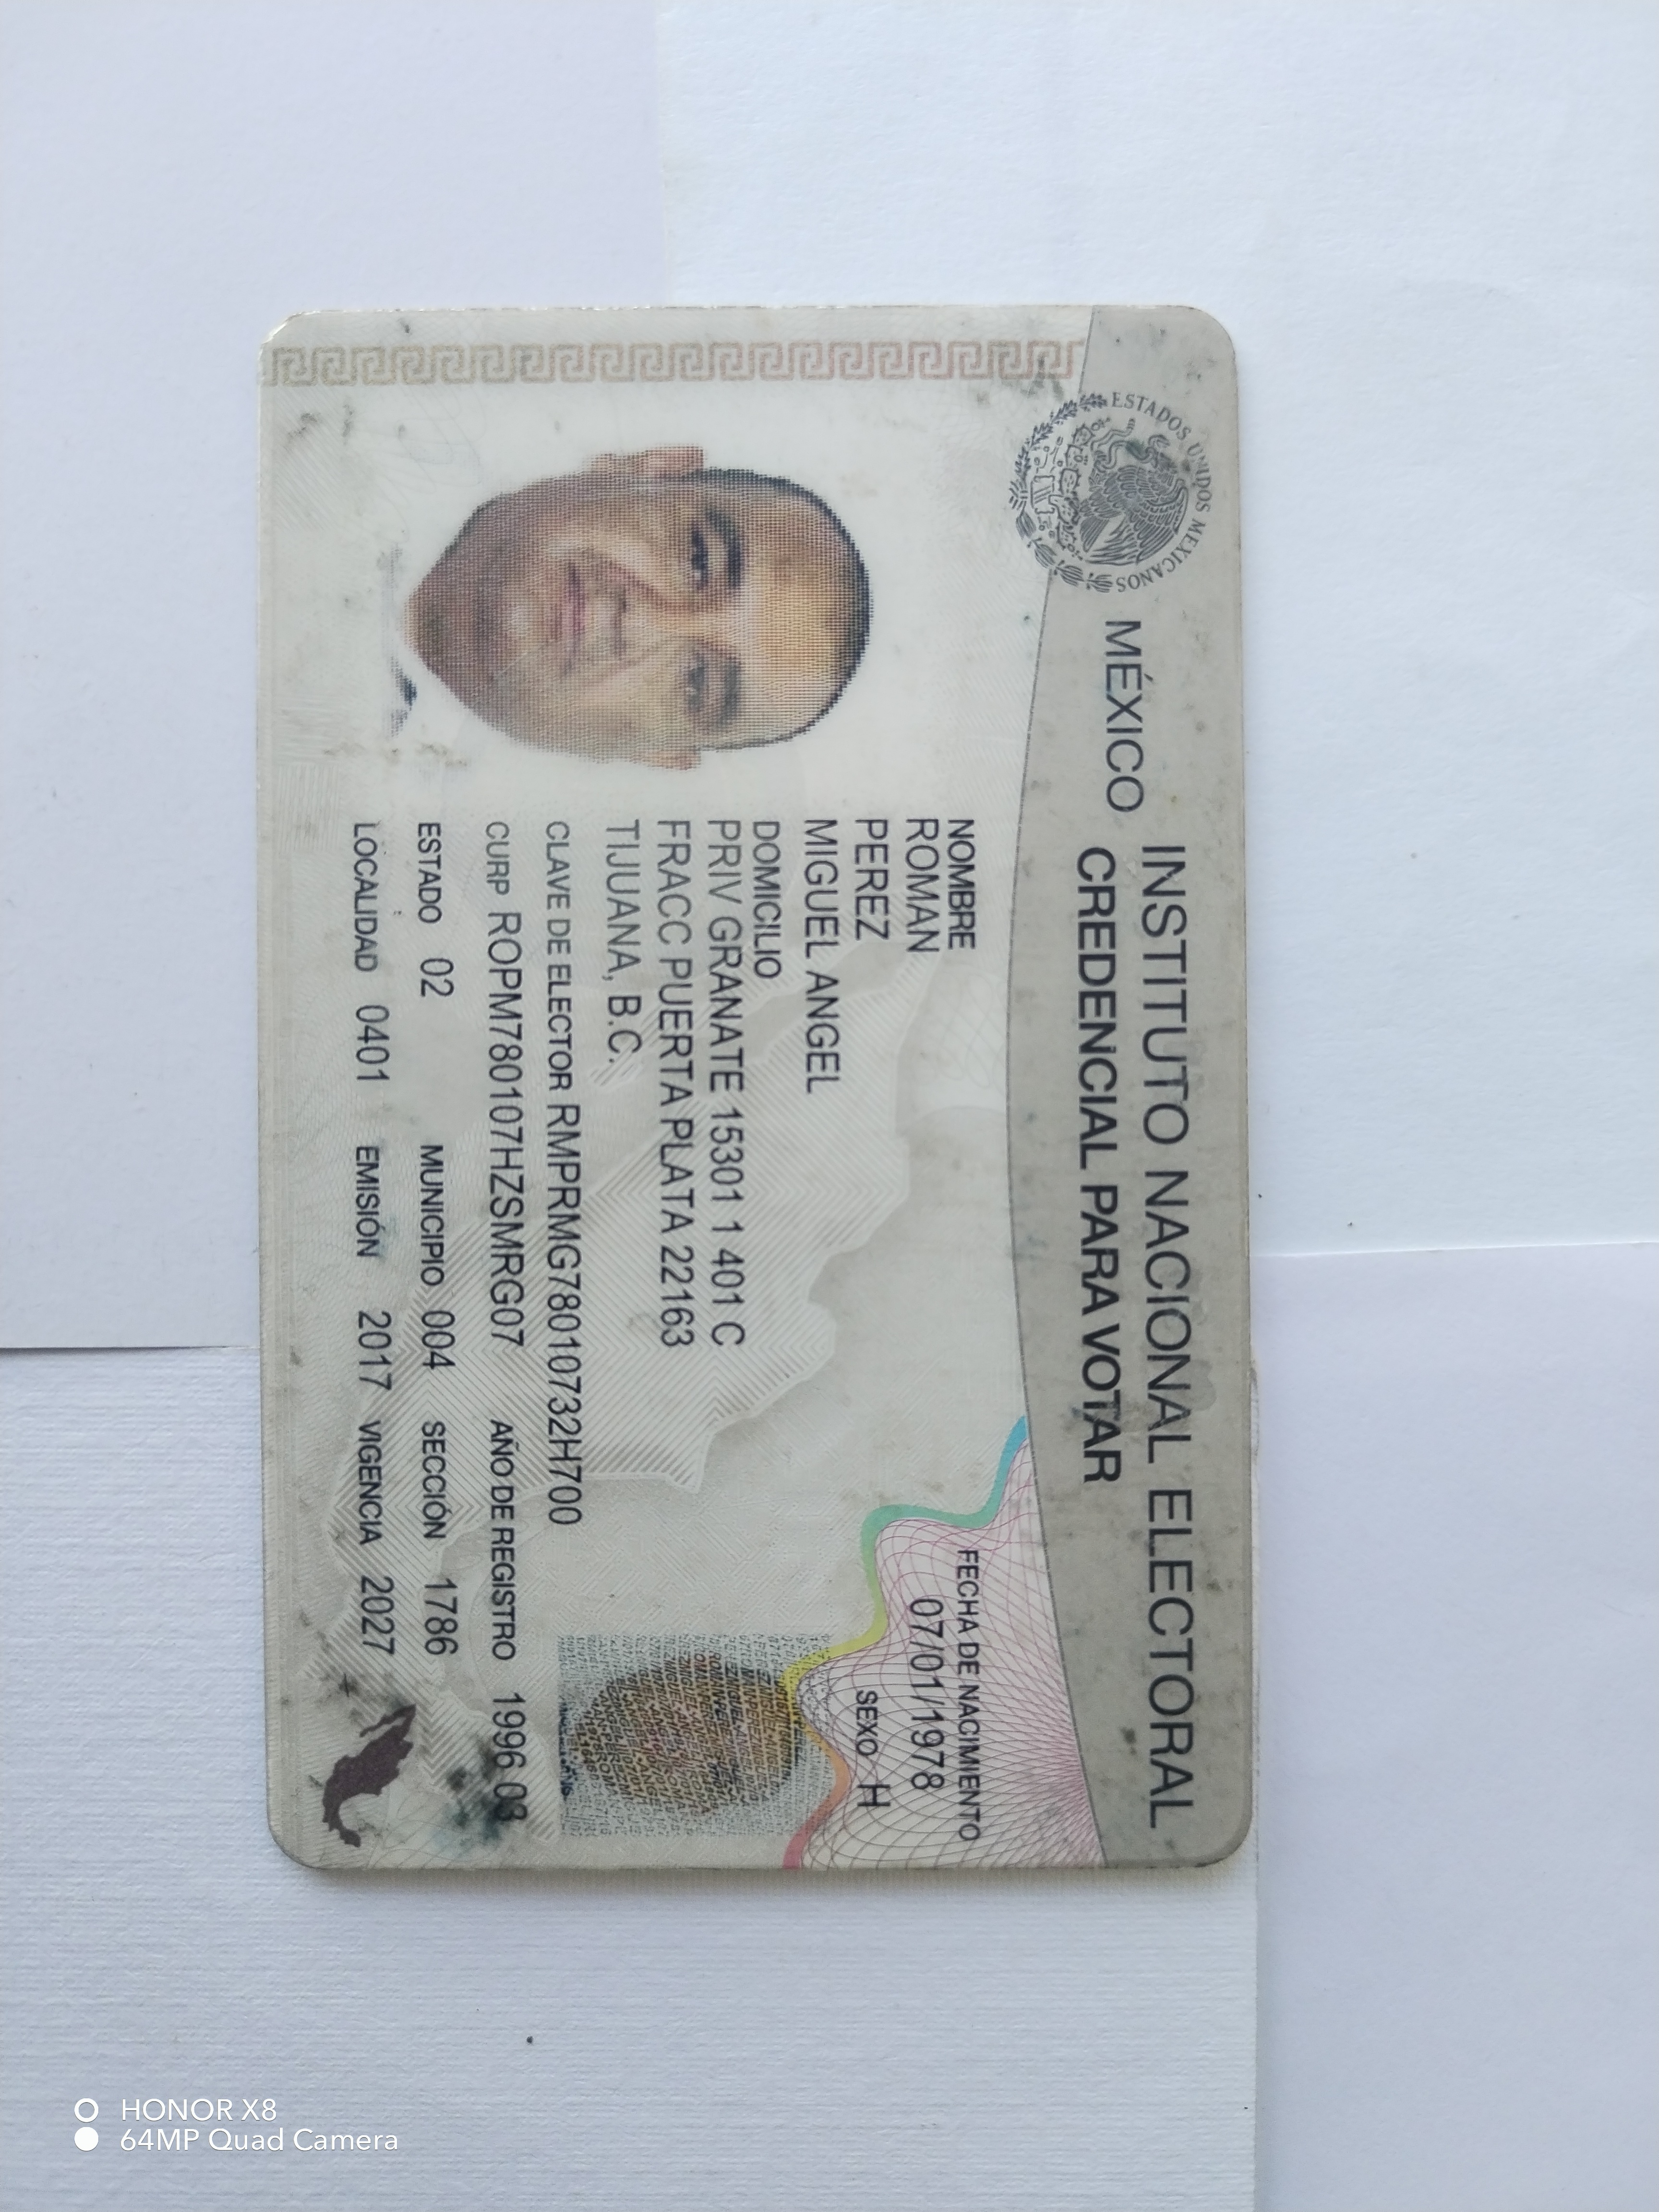 ESTADOS UNIDOS MEXICANOS
MÉXICO
INSTITUTO NACIONAL ELECTORAL
CREDENCIAL PARA VOTAR
NOMBRE
ROMAN
PEREZ
MIGUEL ANGEL
FECHA DE NACIMIENTO
07/01/1978
SEXO H
DOMICILIO
PRIV GRANATE 15301 1 401 C
FRACC PUERTA PLATA 22163
TIJUANA, B.C.
CLAVE DE ELECTOR RMPRMG78010732H700
CURP ROPM780107HZSMRG07 AÑO DE REGISTRO 1996 03
ESTADO 02 MUNICIPIO 004 SECCIÓN 1786
LOCALIDAD 0401 EMISIÓN 2017 VIGENCIA 2027
HONOR X8
64MP Quad Camera